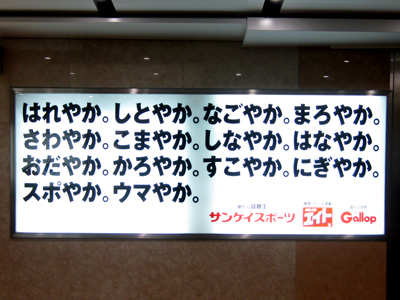 はれやか。しとやか。なごやか。まろやか。
さわやか。こまやか。しなやか。はなやか。
おだやか。かろやか。すこやか。にぎやか。
スポやか。ウマやか。
サンケイスポーツ
エイト
Gallop